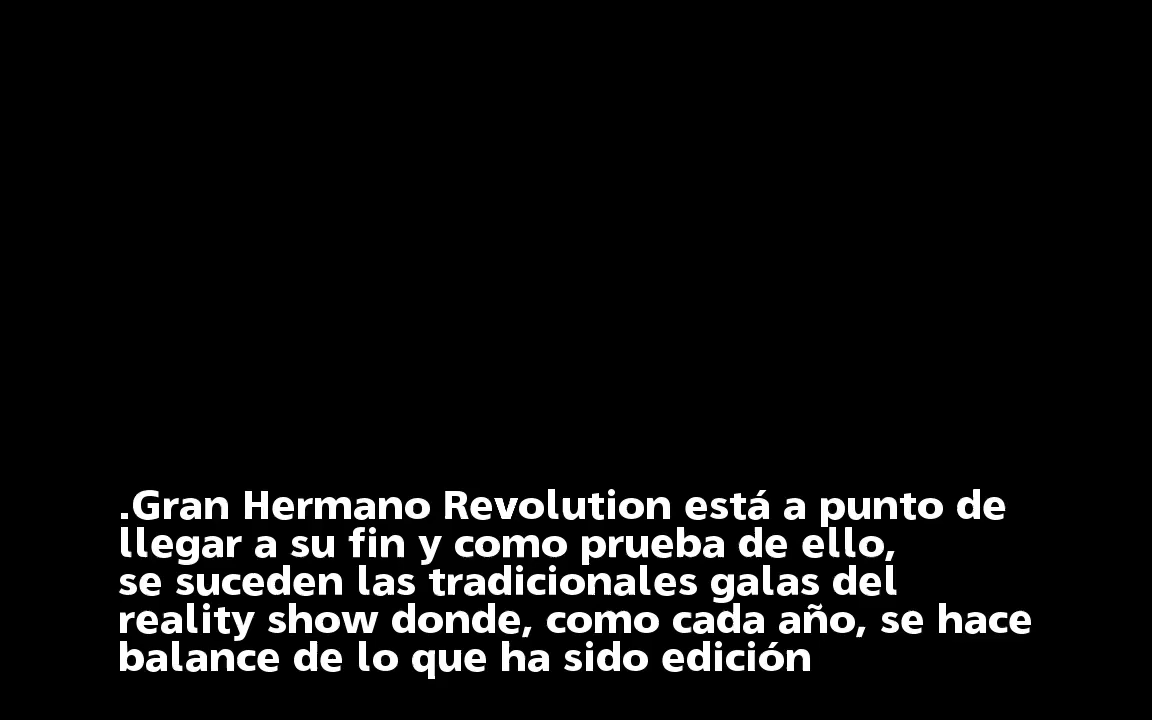 .Gran Hermano Revolution está a punto de
llegar a su fin y como prueba de ello,
se suceden las tradicionales galas del
reality show donde, como cada año, se hace
balance de lo que ha sido edición